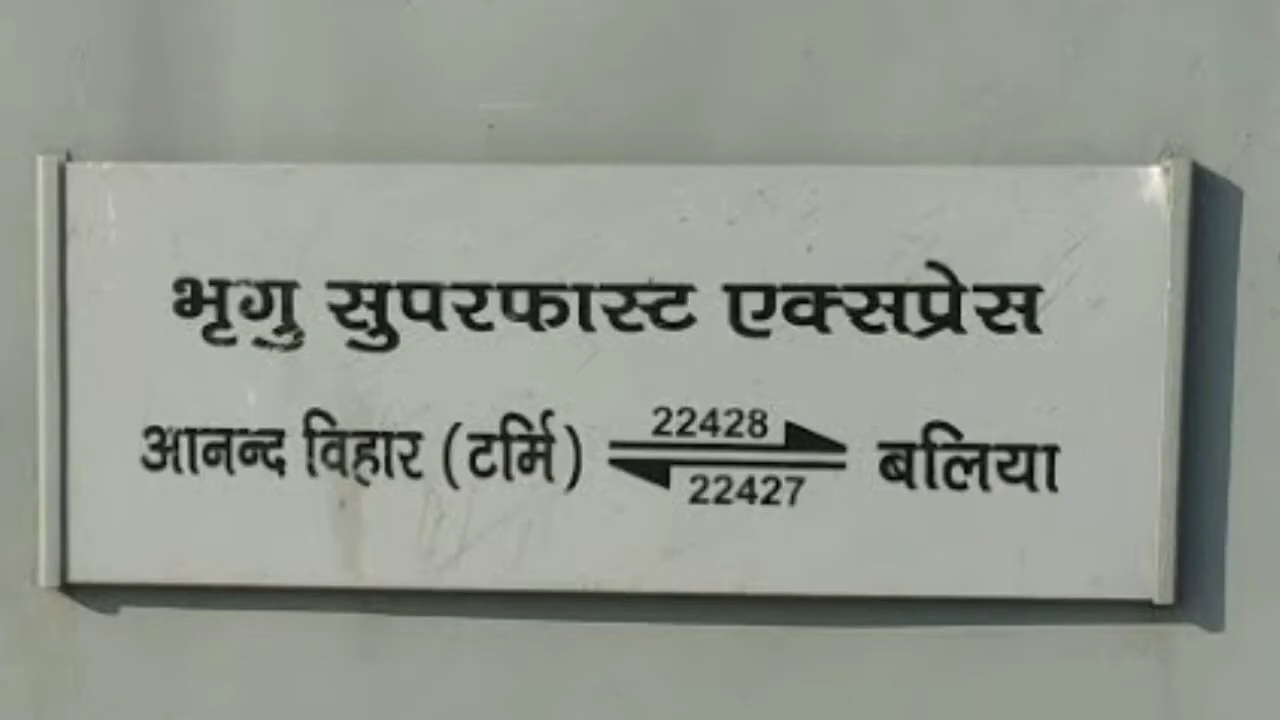 भृगु सुपरफास्ट एक्सप्रेस
आनन्द विहार (टर्मि) 22428 बलिया
22427